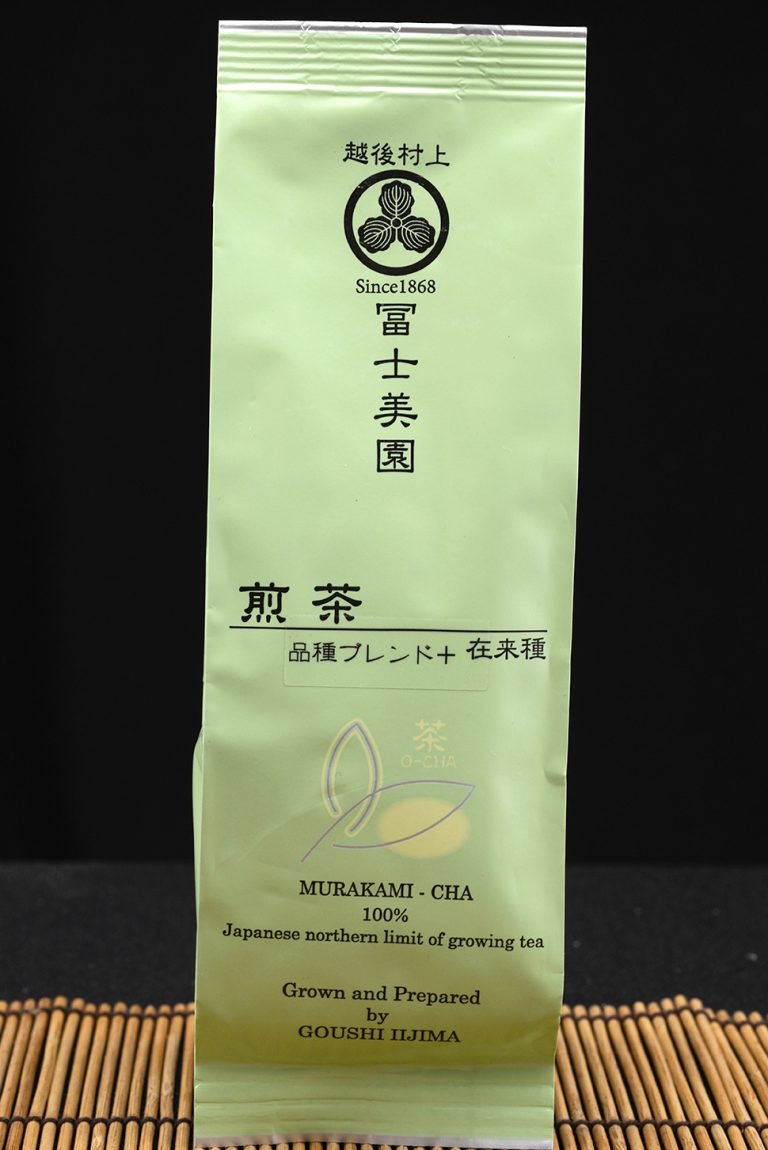 越後村上
Since1868
冨士美園
煎茶
品種ブレンド+ 在来種
茶
O-CHA
MURAKAMI - CHA
100%
Japanese northern limit of growing tea
Grown and Prepared
by
GOUSHI IIJIMA